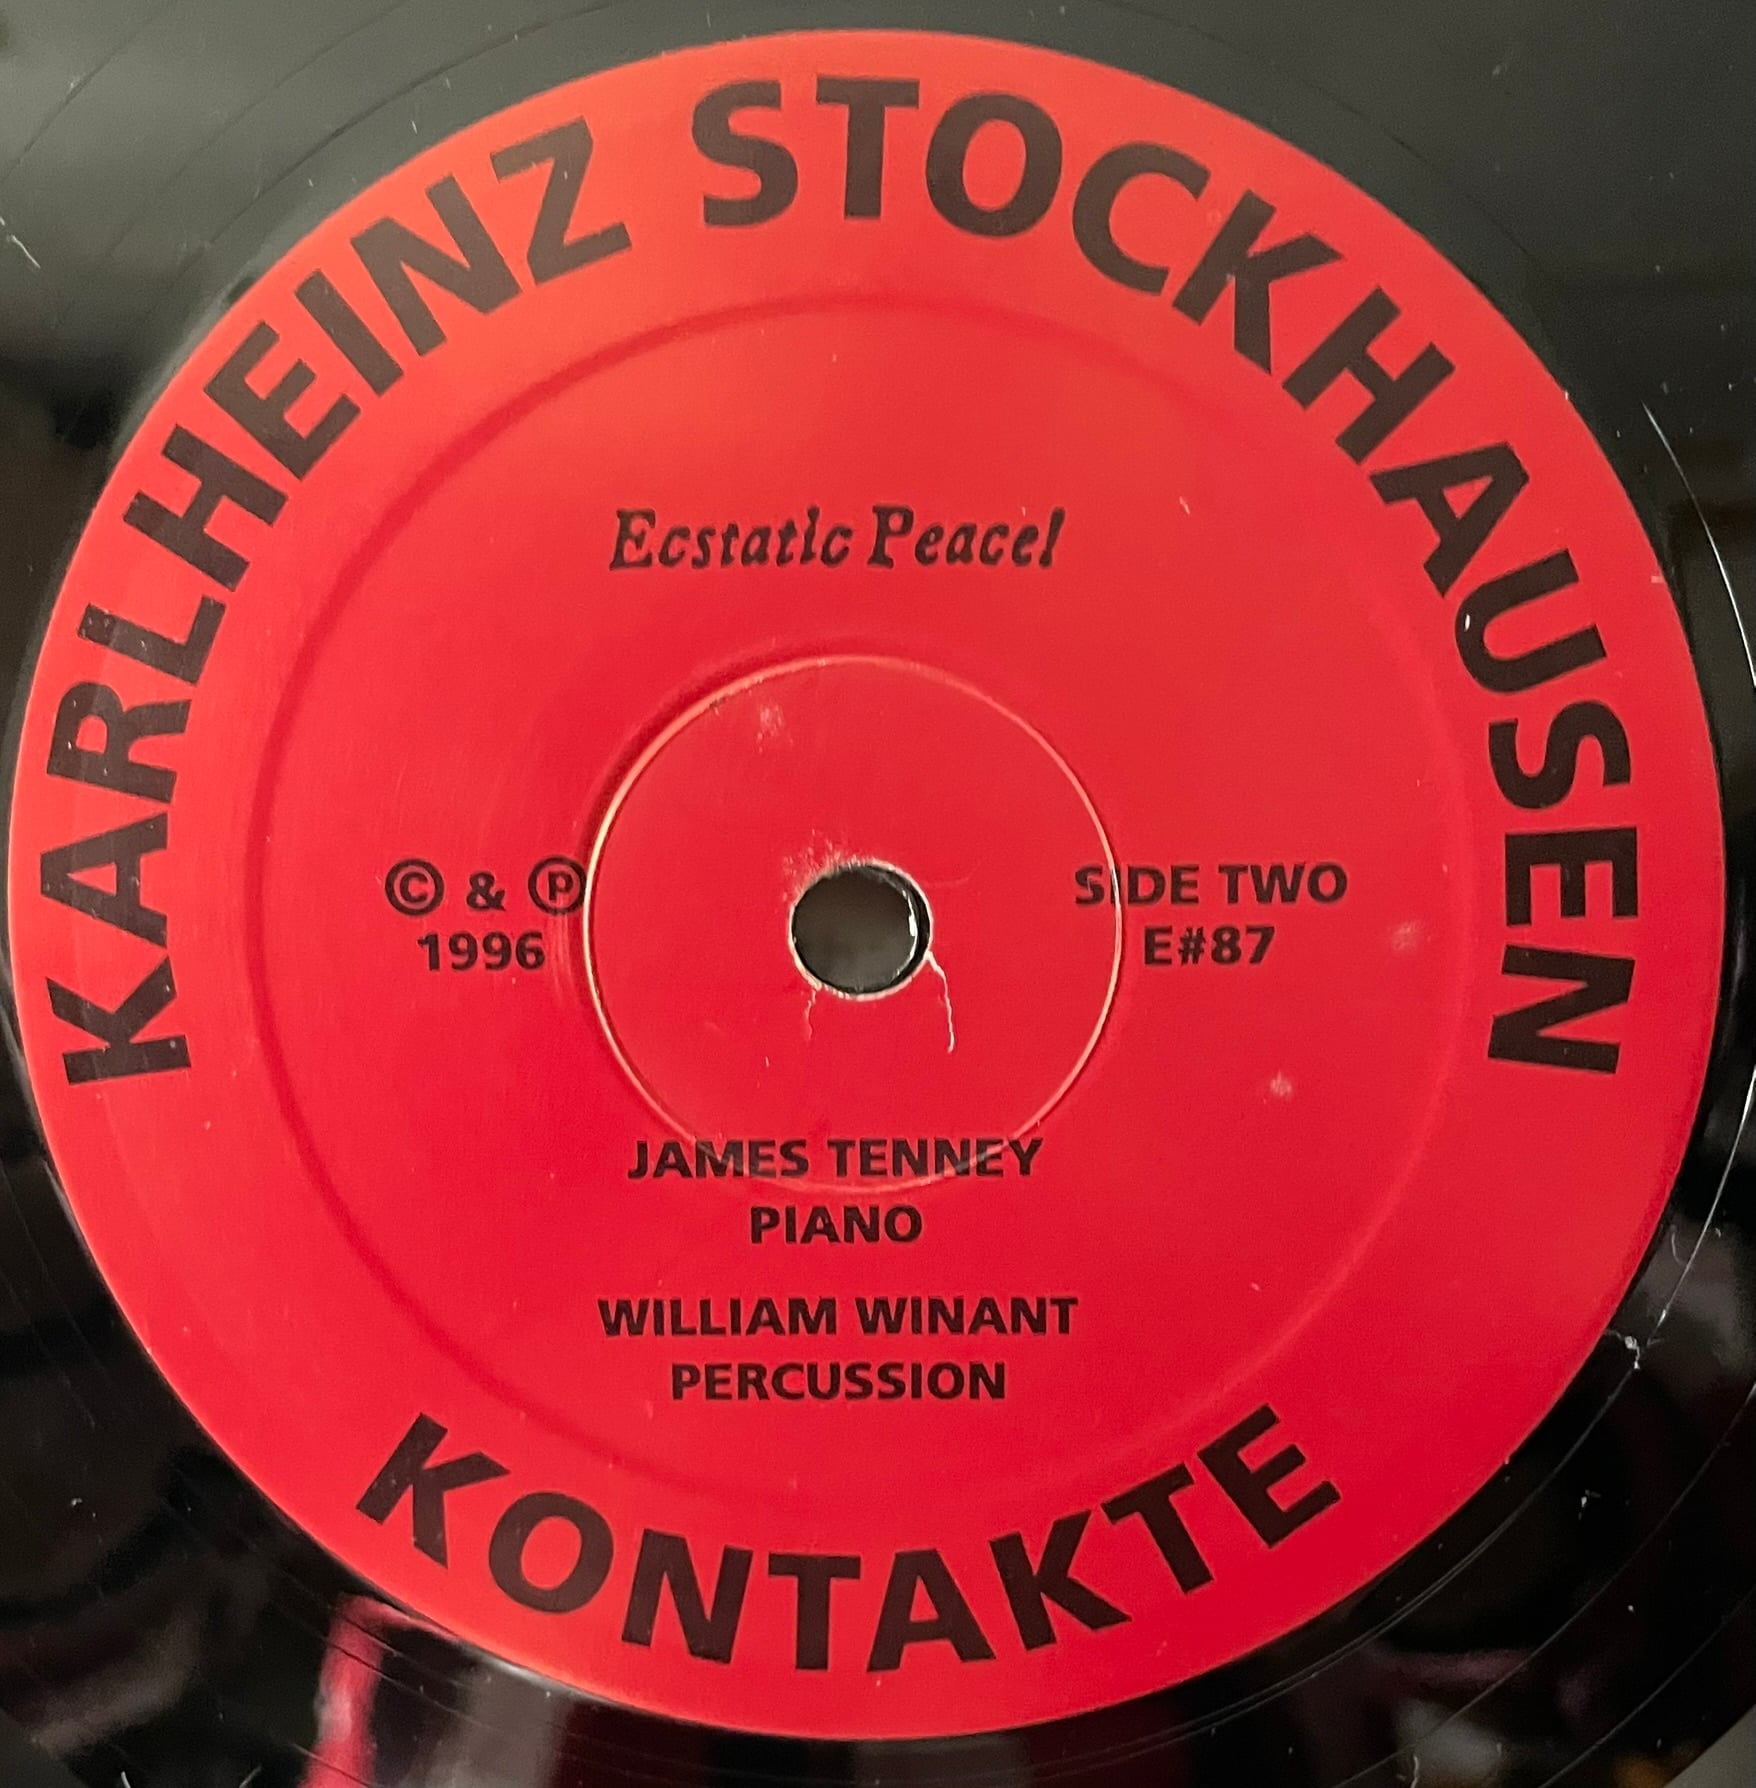 KARLHEINZ STOCKHAUSEN
Ecstatic Peace!
© & ℗
1996
SIDE TWO
E#87
JAMES TENNEY
PIANO
WILLIAM WINANT
PERCUSSION
KONTAKTE